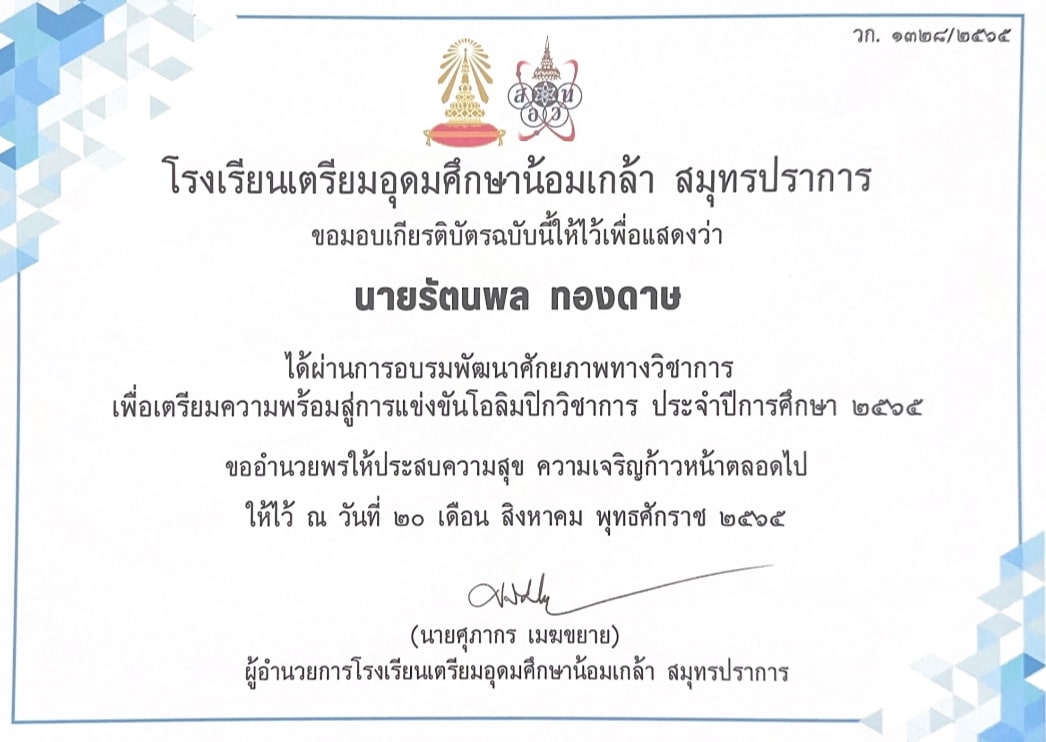 วก. ๑๓๒๘/๒๕๖๕
ส น
อ ว
โรงเรียนเตรียมอุดมศึกษาน้อมเกล้า สมุทรปราการ
ขอมอบเกียรติบัตรฉบับนี้ให้ไว้เพื่อแสดงว่า
นายรัตนพล ทองดาษ
ได้ผ่านการอบรมพัฒนาศักยภาพทางวิชาการ
เพื่อเตรียมความพร้อมสู่การแข่งขันโอลิมปิกวิชาการ ประจำปีการศึกษา ๒๕๖๕
ขออำนวยพรให้ประสบความสุข ความเจริญก้าวหน้าตลอดไป
ให้ไว้ ณ วันที่ ๒๐ เดือน สิงหาคม พุทธศักราช ๒๕๖๕
(นายศุภากร เมฆขยาย)
ผู้อำนวยการโรงเรียนเตรียมอุดมศึกษาน้อมเกล้า สมุทรปราการ